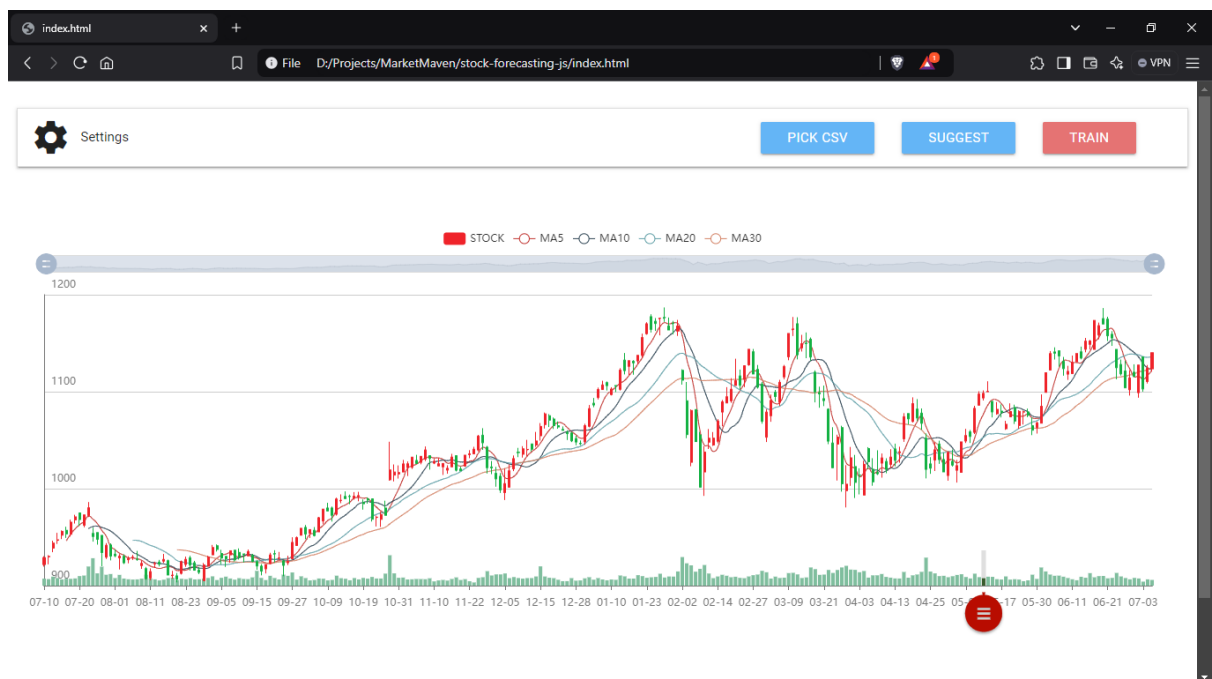 index.html
File D:/Projects/MarketMaven/stock-forecasting-js/index.html 1 VPN
Settings PICK CSV SUGGEST TRAIN
STOCK MA5 MA10 MA20 MA30
1200
1100
1000
900
07-10 07-20 08-01 08-11 08-23 09-05 09-15 09-27 10-09 10-19 10-31 11-10 11-22 12-05 12-15 12-28 01-10 01-23 02-02 02-14 02-27 03-09 03-21 04-03 04-13 04-25 05- -17 05-30 06-11 06-21 07-03